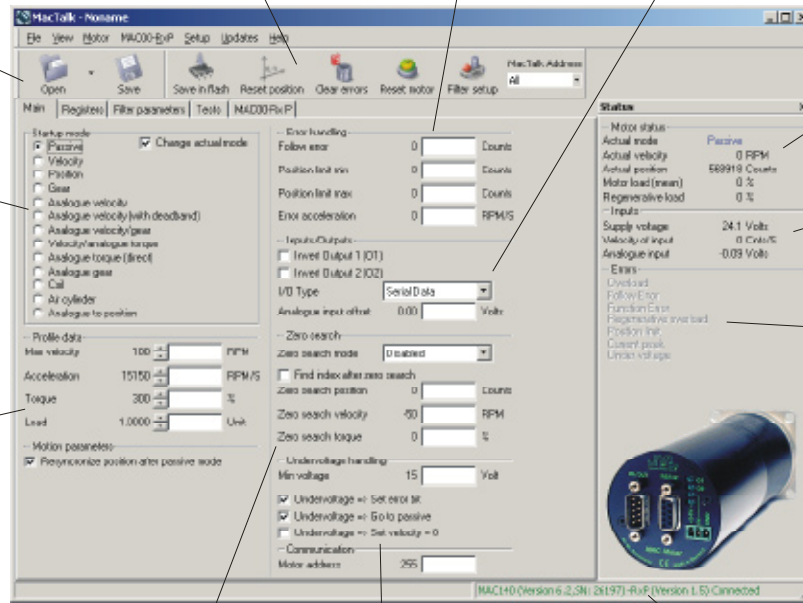 MacTalk - Noname
File View Motor MAC00-RxP Setup Updates Help
Open Save Save in flash Reset position Clear errors Reset motor Filter setup
MacTalk Address
All
Main Registers Filter parameters Tests MAC00-RxP
Startup mode
Passive
Change actual mode
Velocity
Position
Gear
Analogue velocity
Analogue velocity (with deadband)
Analogue velocity/gear
Velocity/analogue torque
Analogue torque (direct)
Analogue gear
Coil
Air cylinder
Analogue to position
Profile data
Max velocity 100 RPM
Acceleration 15150 RPM/S
Torque 300 %
Load 1.0000 Unit
Motion parameters
Resyncronize position after passive mode
Error handling
Follow error 0 Counts
Position limit min 0 Counts
Position limit max 0 Counts
Error acceleration 0 RPM/S
Inputs/Outputs
Invert Output 1 (O1)
Invert Output 2 (O2)
I/O Type Serial Data
Analogue input offset 0.00 Volts
Zero search
Zero search mode Disabled
Find index after zero search
Zero search position 0 Counts
Zero search velocity -50 RPM
Zero search torque 0 %
Undervoltage handling
Min voltage 15 Volt
Undervoltage => Set error bit
Undervoltage => Go to passive
Undervoltage => Set velocity = 0
Communication
Motor address 255
Status
Motor status
Actual mode Passive
Actual velocity 0 RPM
Actual position 569918 Counts
Motor load (mean) 0 %
Regenerative load 0 %
Inputs
Supply voltage 24.1 Volts
Velocity of input 0 Cnts/S
Analogue input -0.09 Volts
Errors
Overload
Follow Error
Function Error
Regenerative overload
Position limit
Current peak
Under voltage
MAC Motor
CE
MAC140 (Version 6.2, SN: 26197) -RxP (Version 1.5) Connected